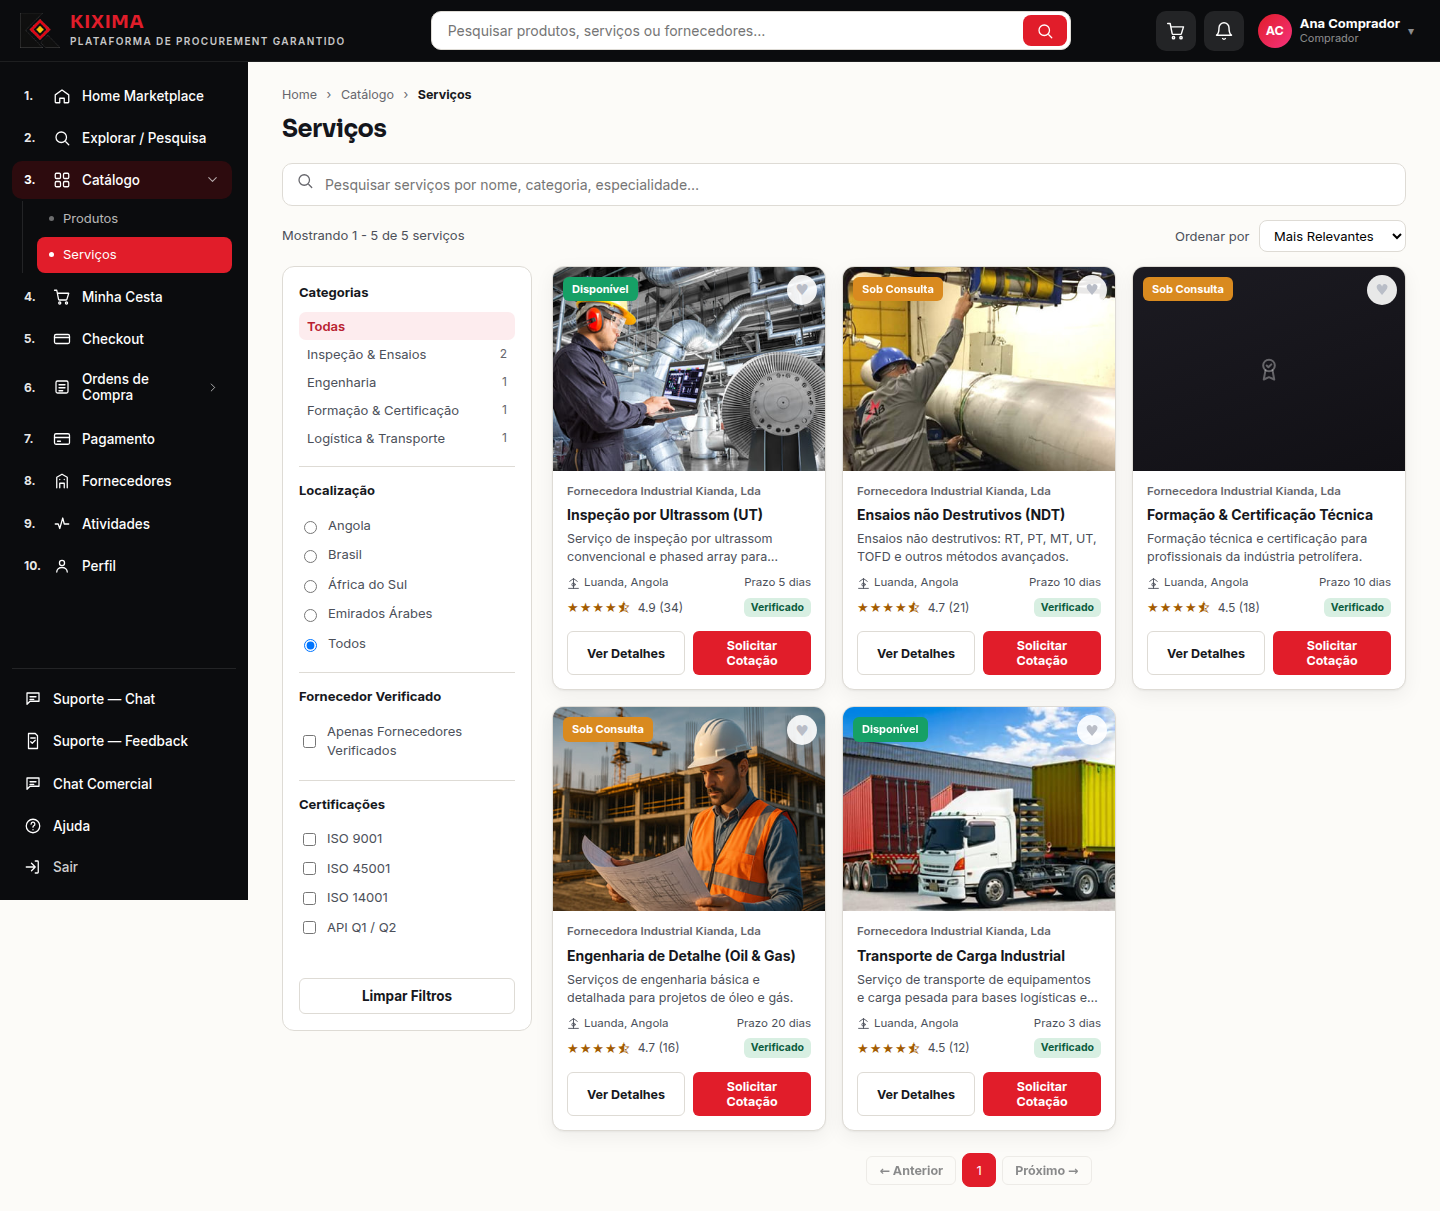 KIXIMA
PLATAFORMA DE PROCUREMENT GARANTIDO
Pesquisar produtos, serviços ou fornecedores...
AC
Ana Comprador
Comprador
1. Home Marketplace
2. Explorar / Pesquisa
3. Catálogo
Produtos
Serviços
4. Minha Cesta
5. Checkout
6. Ordens de
Compra
7. Pagamento
8. Fornecedores
9. Atividades
10. Perfil
Suporte — Chat
Suporte — Feedback
Chat Comercial
Ajuda
Sair
Home › Catálogo › Serviços
Serviços
Pesquisar serviços por nome, categoria, especialidade...
Mostrando 1 - 5 de 5 serviços
Ordenar por Mais Relevantes
Categorias
Todas
Inspeção & Ensaios 2
Engenharia 1
Formação & Certificação 1
Logística & Transporte 1
Localização
Angola
Brasil
África do Sul
Emirados Árabes
Todos
Fornecedor Verificado
Apenas Fornecedores
Verificados
Certificações
ISO 9001
ISO 45001
ISO 14001
API Q1 / Q2
Limpar Filtros
Disponível
Fornecedora Industrial Kianda, Lda
Inspeção por Ultrassom (UT)
Serviço de inspeção por ultrassom
convencional e phased array para...
Luanda, Angola Prazo 5 dias
4.9 (34) Verificado
Ver Detalhes
Solicitar
Cotação
Sob Consulta
Fornecedora Industrial Kianda, Lda
Ensaios não Destrutivos (NDT)
Ensaios não destrutivos: RT, PT, MT, UT,
TOFD e outros métodos avançados.
Luanda, Angola Prazo 10 dias
4.7 (21) Verificado
Ver Detalhes
Solicitar
Cotação
Sob Consulta
Fornecedora Industrial Kianda, Lda
Formação & Certificação Técnica
Formação técnica e certificação para
profissionais da indústria petrolífera.
Luanda, Angola Prazo 10 dias
4.5 (18) Verificado
Ver Detalhes
Solicitar
Cotação
Sob Consulta
Fornecedora Industrial Kianda, Lda
Engenharia de Detalhe (Oil & Gas)
Serviços de engenharia básica e
detalhada para projetos de óleo e gás.
Luanda, Angola Prazo 20 dias
4.7 (16) Verificado
Ver Detalhes
Solicitar
Cotação
Disponível
Fornecedora Industrial Kianda, Lda
Transporte de Carga Industrial
Serviço de transporte de equipamentos
e carga pesada para bases logísticas e...
Luanda, Angola Prazo 3 dias
4.5 (12) Verificado
Ver Detalhes
Solicitar
Cotação
← Anterior 1 Próximo →